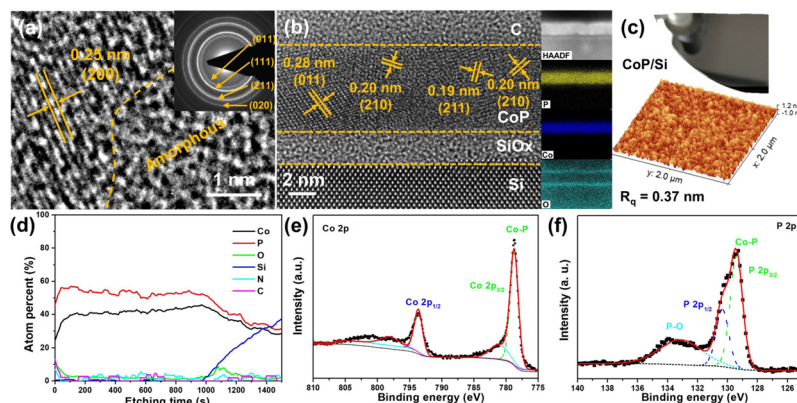 (a)
0.25 nm
(200)
(011)
(111)
(211)
(020)
Amorphous
1 nm
(b)
C
0.28 nm
(011)
0.20 nm
(210)
0.19 nm
(211)
0.20 nm
(210)
CoP
SiOx
Si
2 nm
HAADF
P
Co
O
(c)
CoP/Si
1.2 n
-1.0 n
x: 2.0 µm
y: 2.0 µm
Rq = 0.37 nm
(d)
Atom percent (%)
100
80
60
40
20
0
Co
P
O
Si
N
C
0 200 400 600 800 1000 1200 1400
Etching time (s)
(e)
Co 2p
Co-P
Co 2p3/2
Co 2p1/2
Intensity (a.u.)
810 805 800 795 790 785 780 775
Binding energy (eV)
(f)
P 2p
Co-P
P 2p3/2
P 2p1/2
P-O
Intensity (a. u.)
140 138 136 134 132 130 128 126
Binding energy (eV)